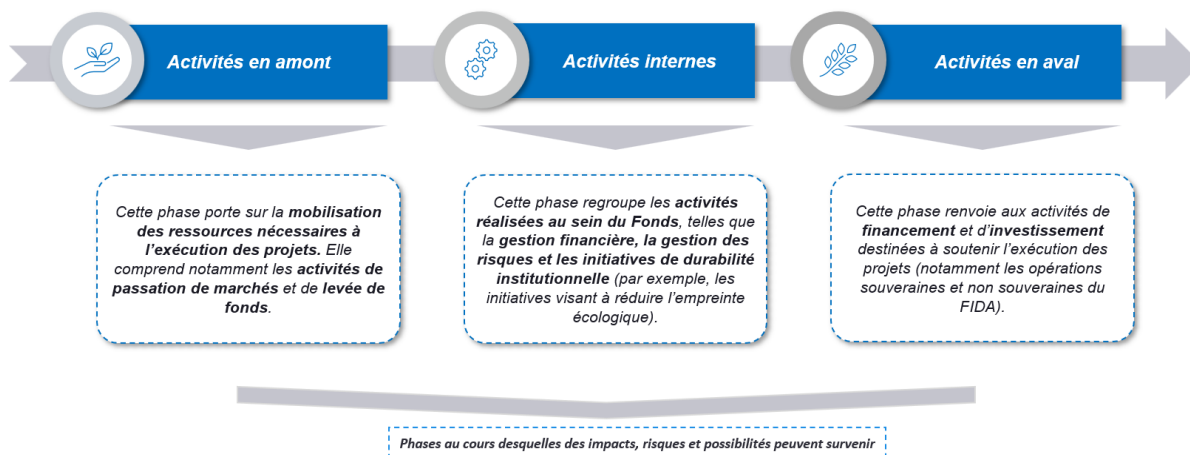 Activités en amont
Activités internes
Activités en aval
Cette phase porte sur la mobilisation
des ressources nécessaires à
l’exécution des projets. Elle
comprend notamment les activités de
passation de marchés et de levée de
fonds.
Cette phase regroupe les activités
réalisées au sein du Fonds, telles que
la gestion financière, la gestion des
risques et les initiatives de durabilité
institutionnelle (par exemple, les
initiatives visant à réduire l’empreinte
écologique).
Cette phase renvoie aux activités de
financement et d’investissement
destinées à soutenir l’exécution des
projets (notamment les opérations
souveraines et non souveraines du
FIDA).
Phases au cours desquelles des impacts, risques et possibilités peuvent survenir